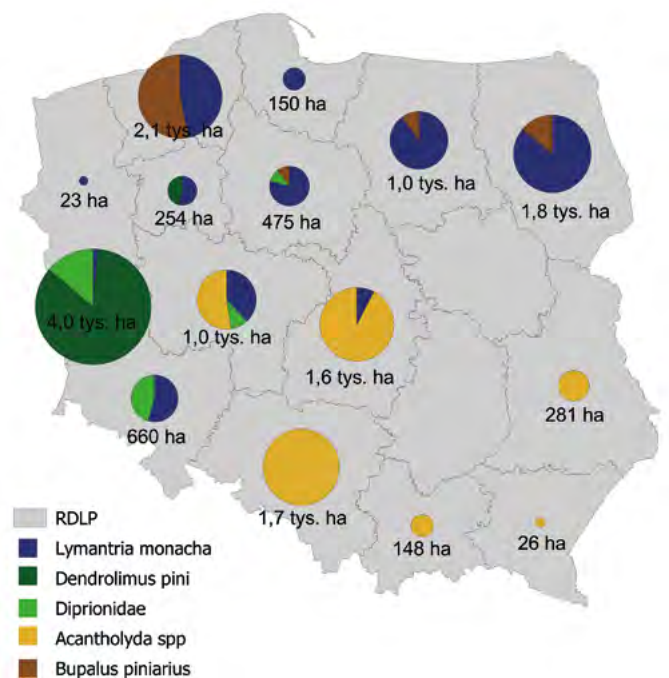 150 ha
2,1 tys. ha
1,0 tys. ha
1,8 tys. ha
23 ha
254 ha
475 ha
4,0 tys. ha
1,0 tys. ha
1,6 tys. ha
281 ha
660 ha
1,7 tys. ha
148 ha
26 ha
RDLP
Lymantria monacha
Dendrolimus pini
Diprionidae
Acantholyda spp
Bupalus piniarius